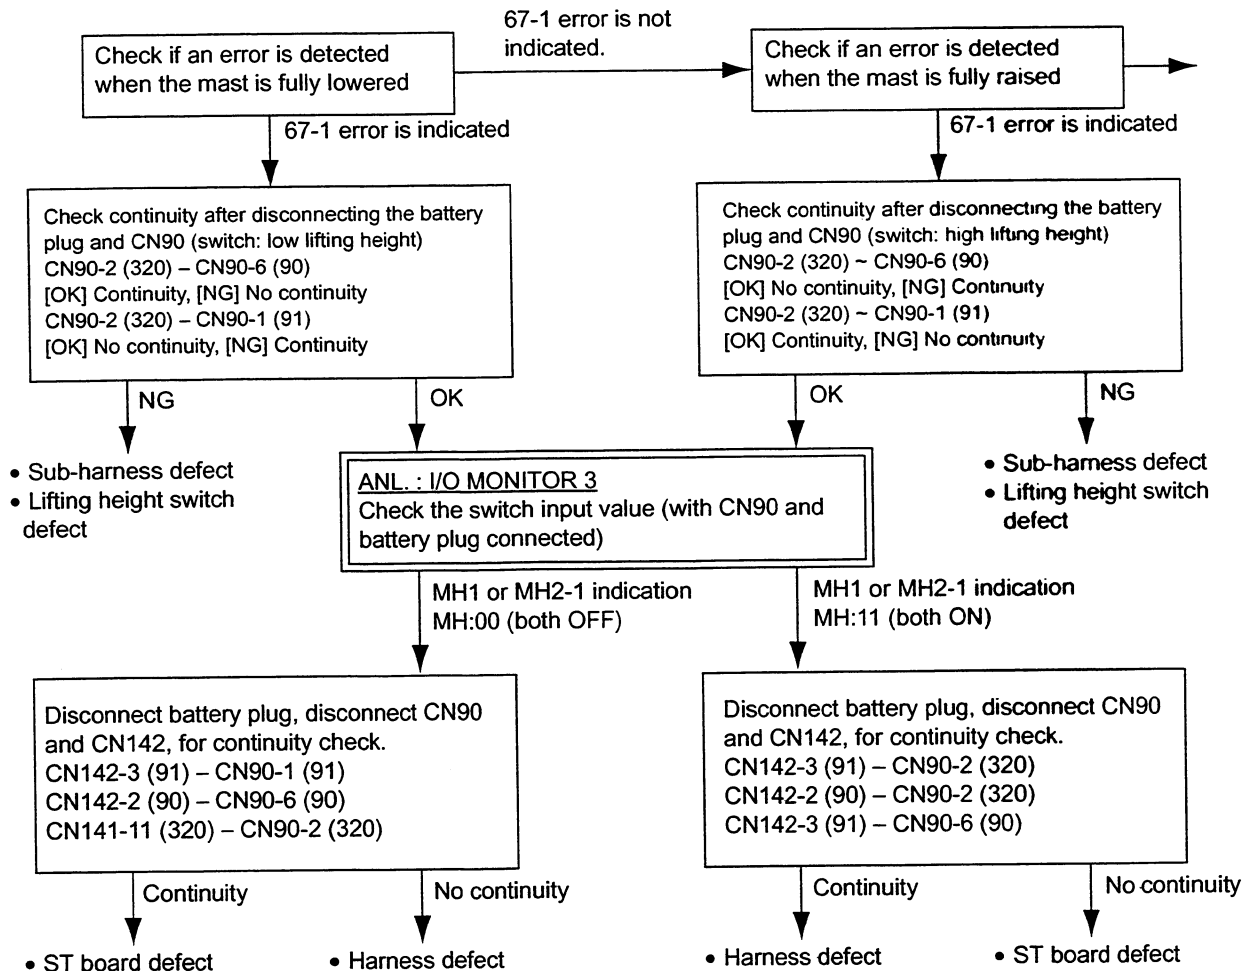 67-1 error is not
indicated.
Check if an error is detected
when the mast is fully lowered
Check if an error is detected
when the mast is fully raised
67-1 error is indicated
67-1 error is indicated
Check continuity after disconnecting the battery
plug and CN90 (switch: low lifting height)
CN90-2 (320) – CN90-6 (90)
[OK] Continuity, [NG] No continuity
CN90-2 (320) – CN90-1 (91)
[OK] No continuity, [NG] Continuity
Check continuity after disconnecting the battery
plug and CN90 (switch: high lifting height)
CN90-2 (320) ~ CN90-6 (90)
[OK] No continuity, [NG] Continuity
CN90-2 (320) ~ CN90-1 (91)
[OK] Continuity, [NG] No continuity
NG
OK
OK
NG
• Sub-harness defect
• Lifting height switch
defect
ANL. : I/O MONITOR 3
Check the switch input value (with CN90 and
battery plug connected)
• Sub-harness defect
• Lifting height switch
defect
MH1 or MH2-1 indication
MH:00 (both OFF)
MH1 or MH2-1 indication
MH:11 (both ON)
Disconnect battery plug, disconnect CN90
and CN142, for continuity check.
CN142-3 (91) – CN90-1 (91)
CN142-2 (90) – CN90-6 (90)
CN141-11 (320) – CN90-2 (320)
Disconnect battery plug, disconnect CN90
and CN142, for continuity check.
CN142-3 (91) – CN90-2 (320)
CN142-2 (90) – CN90-2 (320)
CN142-3 (91) – CN90-6 (90)
Continuity
No continuity
Continuity
No continuity
• ST board defect
• Harness defect
• Harness defect
• ST board defect